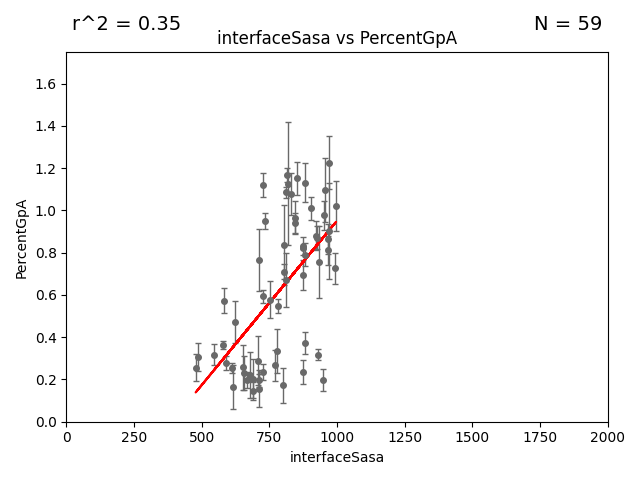 r^2 = 0.35
N = 59
interfaceSasa vs PercentGpA
PercentGpA
1.6
1.4
1.2
1.0
0.8
0.6
0.4
0.2
0.0
0 250 500 750 1000 1250 1500 1750 2000
interfaceSasa